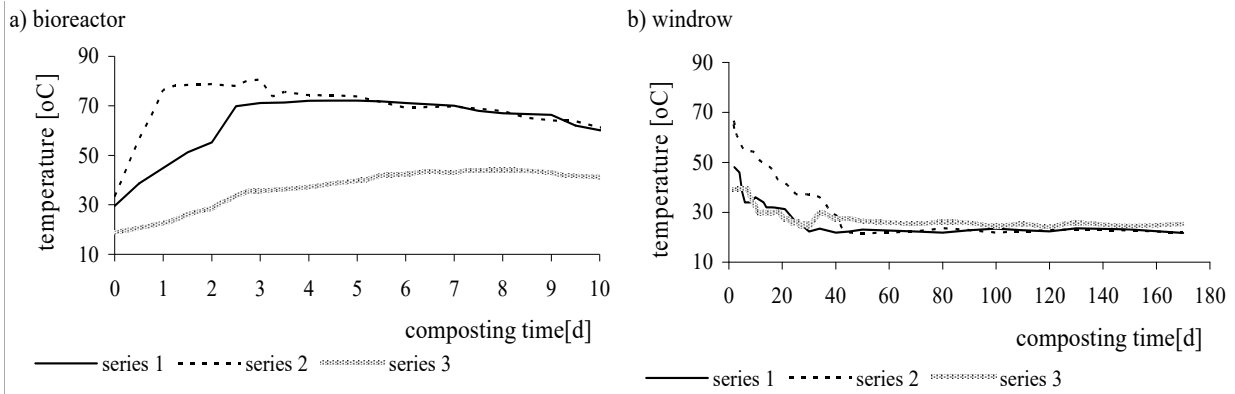 a) bioreactor
90
70
50
30
10
temperature [oC]
0 1 2 3 4 5 6 7 8 9 10
composting time[d]
series 1 series 2 series 3
b) windrow
90
70
50
30
10
temperature [oC]
0 20 40 60 80 100 120 140 160 180
composting time[d]
series 1 series 2 series 3